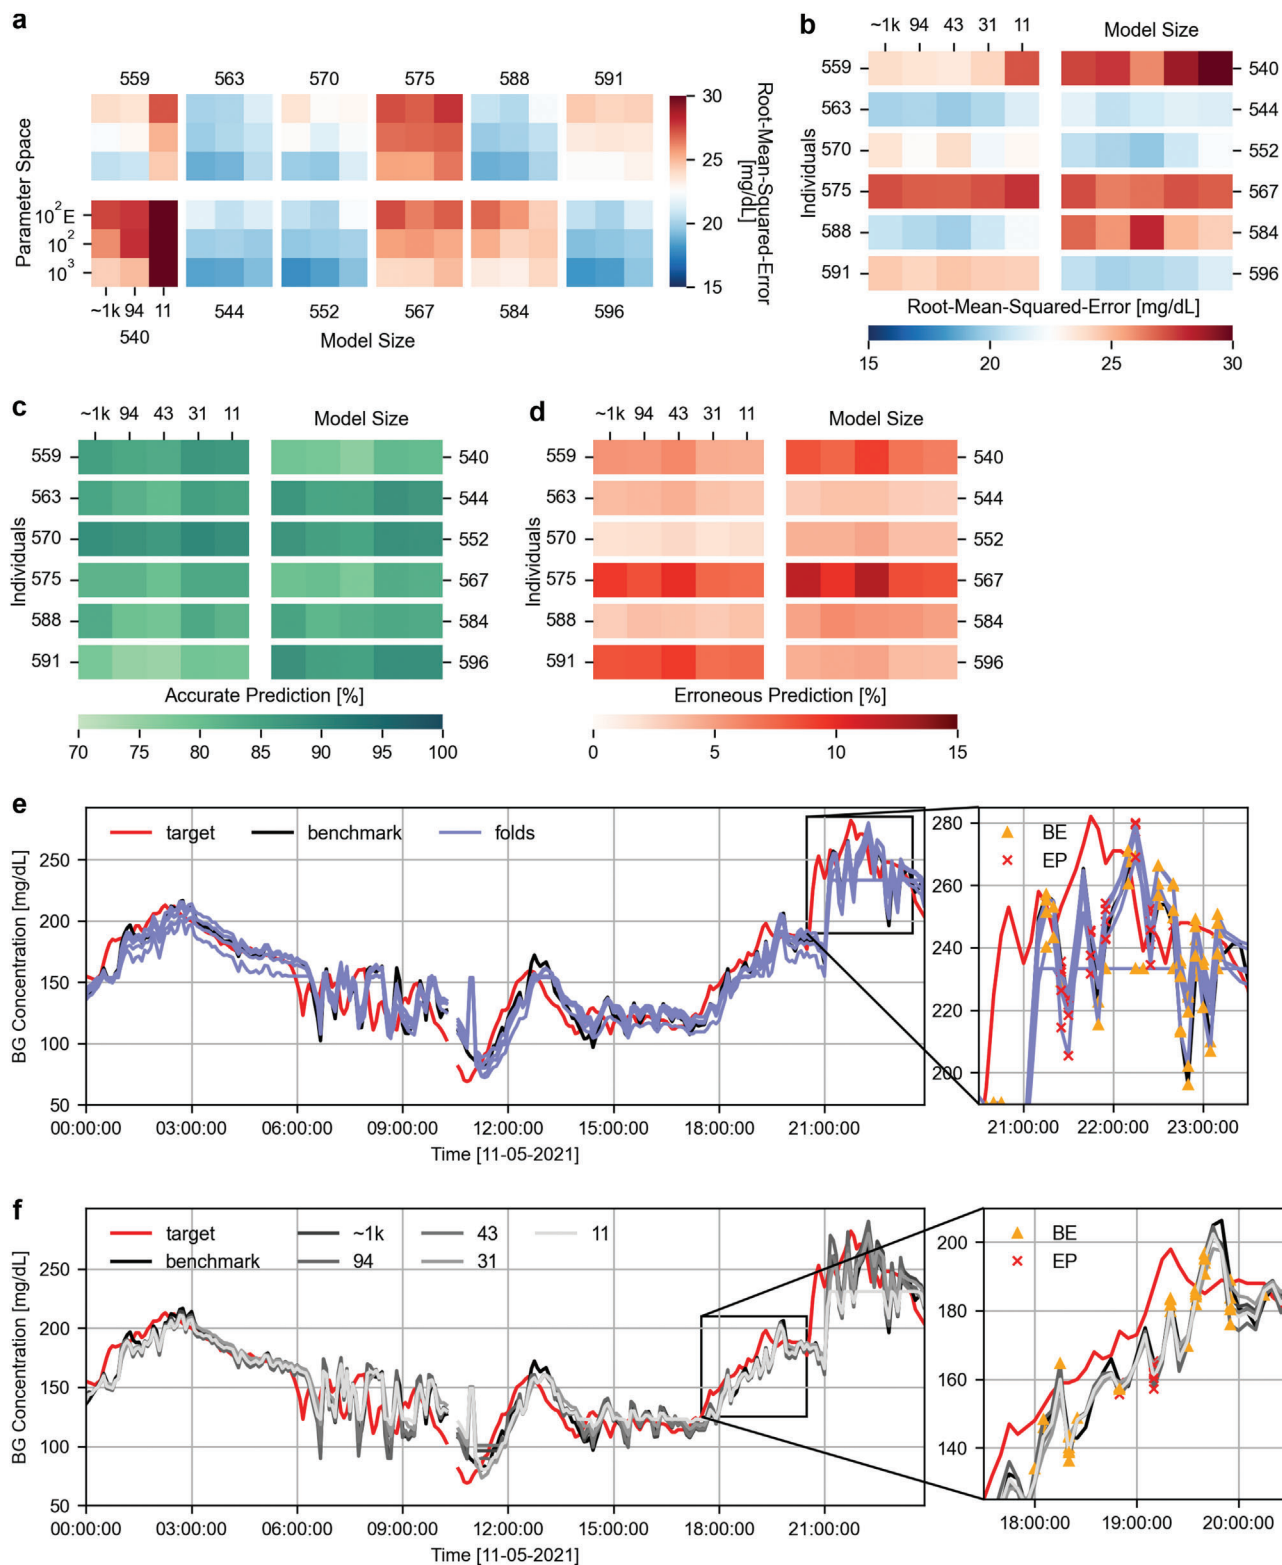 a
559 563 570 575 588 591
Parameter Space
10²E
10²
10³
~1k 94 11
540 544 552 567 584 596
Model Size
30
25
20
15
Root-Mean-Squared-Error
[mg/dL]
b
~1k 94 43 31 11
Model Size
Individuals
559 540
563 544
570 552
575 567
588 584
591 596
Root-Mean-Squared-Error [mg/dL]
15 20 25 30
c
~1k 94 43 31 11
Model Size
Individuals
559 540
563 544
570 552
575 567
588 584
591 596
Accurate Prediction [%]
70 75 80 85 90 95 100
d
~1k 94 43 31 11
Model Size
Individuals
559 540
563 544
570 552
575 567
588 584
591 596
Erroneous Prediction [%]
0 5 10 15
e
target benchmark folds
BG Concentration [mg/dL]
250
200
150
100
50
00:00:00 03:00:00 06:00:00 09:00:00 12:00:00 15:00:00 18:00:00 21:00:00
Time [11-05-2021]
BE
EP
280
260
240
220
200
21:00:00 22:00:00 23:00:00
f
target ~1k 43 11
benchmark 94 31
BG Concentration [mg/dL]
250
200
150
100
50
00:00:00 03:00:00 06:00:00 09:00:00 12:00:00 15:00:00 18:00:00 21:00:00
Time [11-05-2021]
BE
EP
200
180
160
140
18:00:00 19:00:00 20:00:00